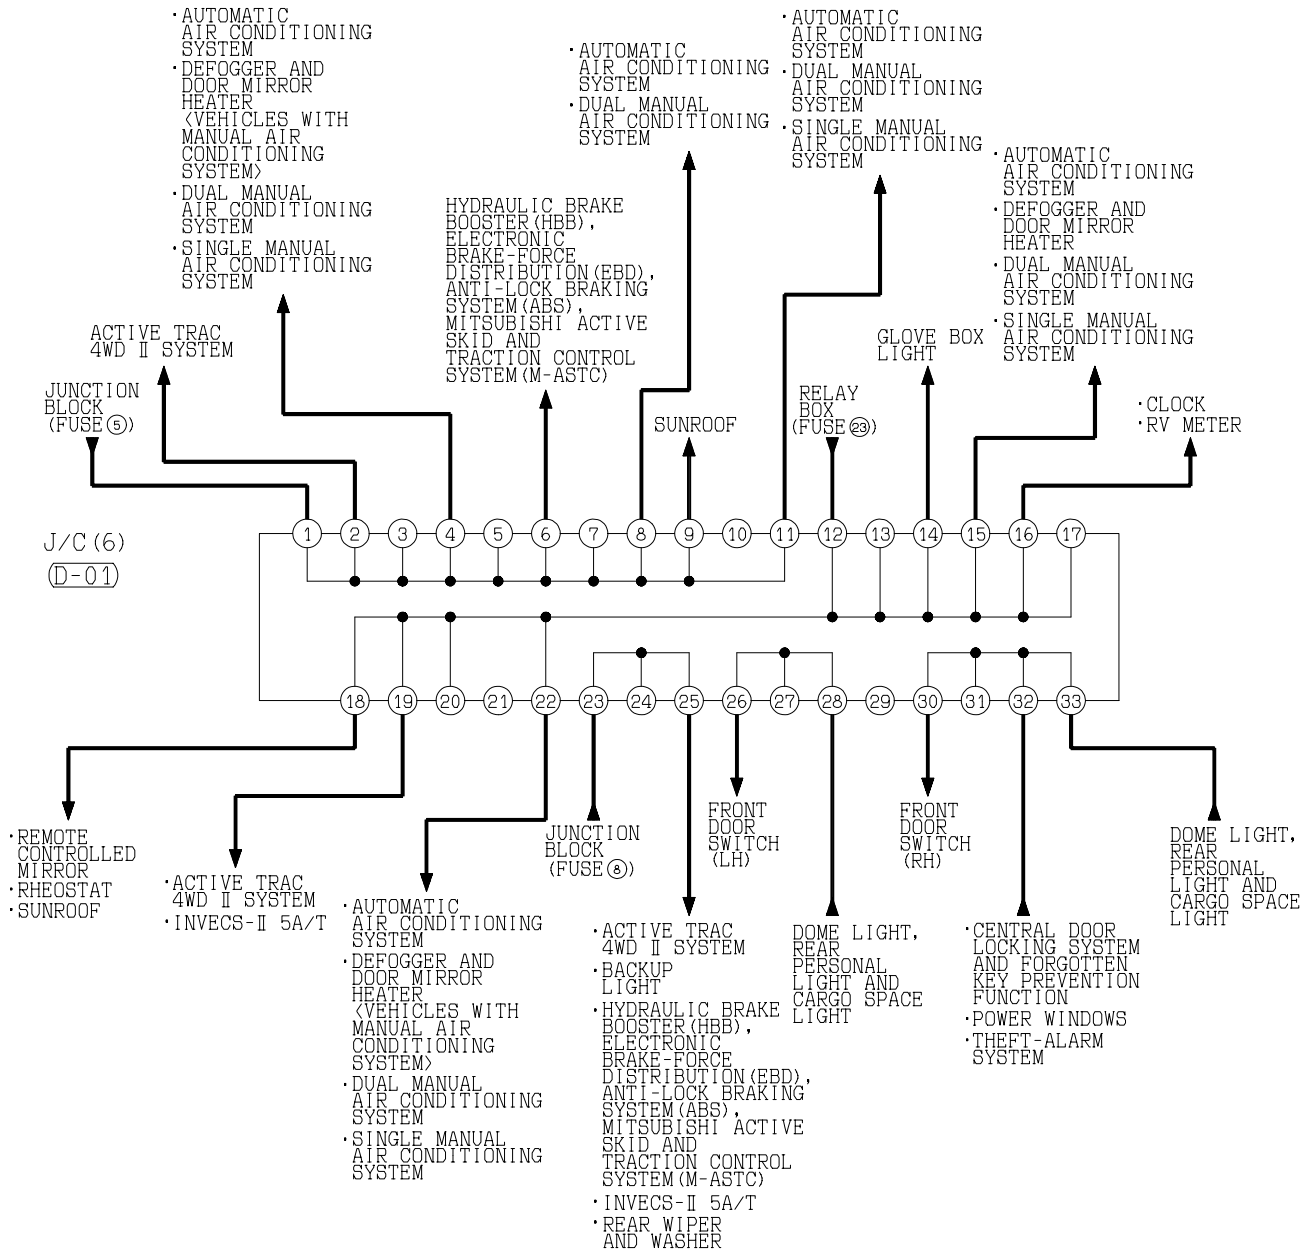 ·AUTOMATIC
AIR CONDITIONING
SYSTEM
·DEFOGGER AND
DOOR MIRROR
HEATER
<VEHICLES WITH
MANUAL AIR
CONDITIONING
SYSTEM>
·DUAL MANUAL
AIR CONDITIONING
SYSTEM
·SINGLE MANUAL
AIR CONDITIONING
SYSTEM
·AUTOMATIC
AIR CONDITIONING
SYSTEM
·DUAL MANUAL
AIR CONDITIONING
SYSTEM
·AUTOMATIC
AIR CONDITIONING
SYSTEM
·DUAL MANUAL
AIR CONDITIONING
SYSTEM
·SINGLE MANUAL
AIR CONDITIONING
SYSTEM
·AUTOMATIC
AIR CONDITIONING
SYSTEM
·DEFOGGER AND
DOOR MIRROR
HEATER
·DUAL MANUAL
AIR CONDITIONING
SYSTEM
·SINGLE MANUAL
AIR CONDITIONING
SYSTEM
HYDRAULIC BRAKE
BOOSTER(HBB),
ELECTRONIC
BRAKE-FORCE
DISTRIBUTION(EBD),
ANTI-LOCK BRAKING
SYSTEM(ABS),
MITSUBISHI ACTIVE
SKID AND
TRACTION CONTROL
SYSTEM(M-ASTC)
ACTIVE TRAC
4WD Ⅱ SYSTEM
JUNCTION
BLOCK
(FUSE ⑤)
SUNROOF
RELAY
BOX
(FUSE ㉓)
GLOVE BOX
LIGHT
·CLOCK
·RV METER
J/C(6)
D-01
1 2 3 4 5 6 7 8 9 10 11 12 13 14 15 16 17
18 19 20 21 22 23 24 25 26 27 28 29 30 31 32 33
·REMOTE
CONTROLLED
MIRROR
·RHEOSTAT
·SUNROOF
·ACTIVE TRAC
4WD Ⅱ SYSTEM
·INVECS-Ⅱ 5A/T
·AUTOMATIC
AIR CONDITIONING
SYSTEM
·DEFOGGER AND
DOOR MIRROR
HEATER
<VEHICLES WITH
MANUAL AIR
CONDITIONING
SYSTEM>
·DUAL MANUAL
AIR CONDITIONING
SYSTEM
·SINGLE MANUAL
AIR CONDITIONING
SYSTEM
JUNCTION
BLOCK
(FUSE ⑧)
·ACTIVE TRAC
4WD Ⅱ SYSTEM
·BACKUP
LIGHT
·HYDRAULIC BRAKE
BOOSTER(HBB),
ELECTRONIC
BRAKE-FORCE
DISTRIBUTION(EBD),
ANTI-LOCK BRAKING
SYSTEM(ABS),
MITSUBISHI ACTIVE
SKID AND
TRACTION CONTROL
SYSTEM(M-ASTC)
·INVECS-Ⅱ 5A/T
·REAR WIPER
AND WASHER
FRONT
DOOR
SWITCH
(LH)
DOME LIGHT,
REAR
PERSONAL
LIGHT AND
CARGO SPACE
LIGHT
FRONT
DOOR
SWITCH
(RH)
·CENTRAL DOOR
LOCKING SYSTEM
AND FORGOTTEN
KEY PREVENTION
FUNCTION
·POWER WINDOWS
·THEFT-ALARM
SYSTEM
DOME LIGHT,
REAR
PERSONAL
LIGHT AND
CARGO SPACE
LIGHT